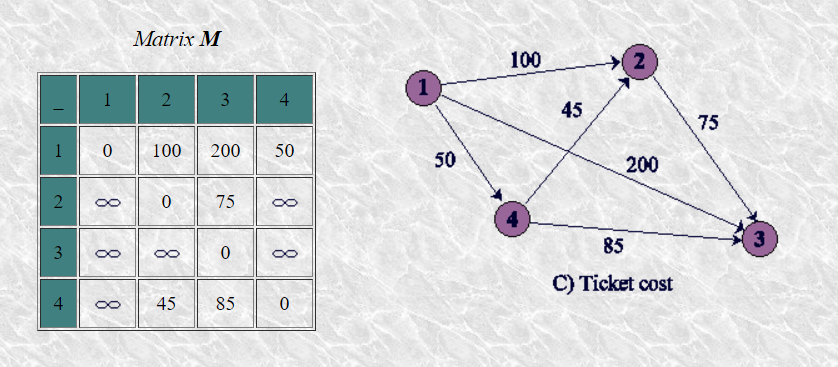 Matrix M
_ 1 2 3 4
1 0 100 200 50
2 ∞ 0 75 ∞
3 ∞ ∞ 0 ∞
4 ∞ 45 85 0
100
2
1
45
75
50
200
4
85
3
C) Ticket cost